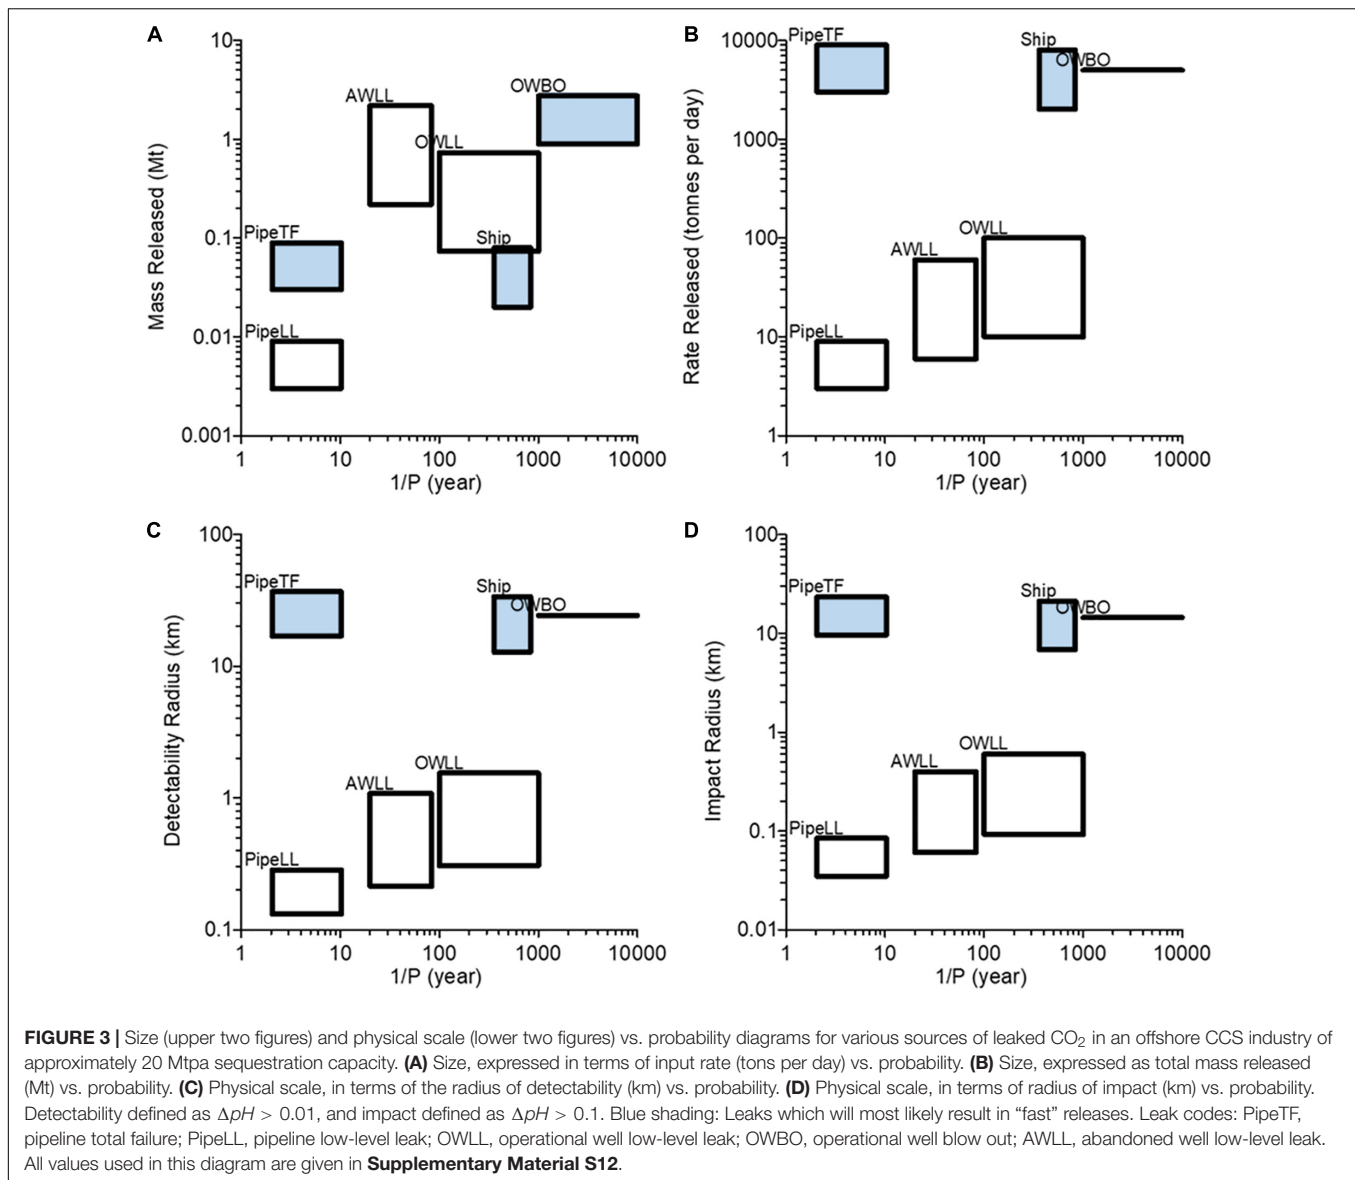 A
10
1
0.1
0.01
0.001
Mass Released (Mt)
PipeTF
PipeLL
AWLL
OWLL
Ship
OWBO
1 10 100 1000 10000
1/P (year)
B
10000
1000
100
10
1
Rate Released (tonnes per day)
PipeTF
PipeLL
AWLL
OWLL
Ship
OWBO
1 10 100 1000 10000
1/P (year)
C
100
10
1
0.1
Detectability Radius (km)
PipeTF
PipeLL
AWLL
OWLL
Ship
OWBO
1 10 100 1000 10000
1/P (year)
D
100
10
1
0.1
0.01
Impact Radius (km)
PipeTF
PipeLL
AWLL
OWLL
Ship
OWBO
1 10 100 1000 10000
1/P (year)
FIGURE 3 | Size (upper two figures) and physical scale (lower two figures) vs. probability diagrams for various sources of leaked CO₂ in an offshore CCS industry of
approximately 20 Mtpa sequestration capacity. (A) Size, expressed in terms of input rate (tons per day) vs. probability. (B) Size, expressed as total mass released
(Mt) vs. probability. (C) Physical scale, in terms of the radius of detectability (km) vs. probability. (D) Physical scale, in terms of radius of impact (km) vs. probability.
Detectability defined as ΔpH > 0.01, and impact defined as ΔpH > 0.1. Blue shading: Leaks which will most likely result in “fast” releases. Leak codes: PipeTF,
pipeline total failure; PipeLL, pipeline low-level leak; OWLL, operational well low-level leak; OWBO, operational well blow out; AWLL, abandoned well low-level leak.
All values used in this diagram are given in Supplementary Material S12.